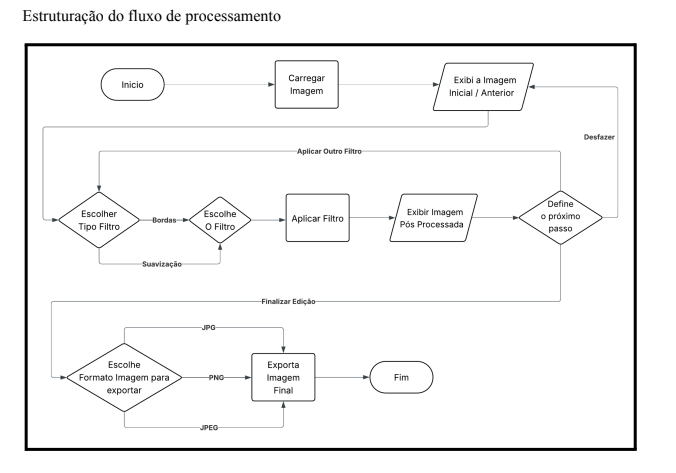 Estruturação do fluxo de processamento
Inicio
Carregar
Imagem
Exibi a Imagem
Inicial / Anterior
Desfazer
Aplicar Outro Filtro
Escolher
Tipo Filtro
Bordas
Escolhe
O Filtro
Aplicar Filtro
Exibir Imagem
Pós Processada
Define
o próximo
passo
Suavização
Finalizar Edição
JPG
Escolhe
Formato Imagem para
exportar
PNG
Exporta
Imagem
Final
Fim
JPEG